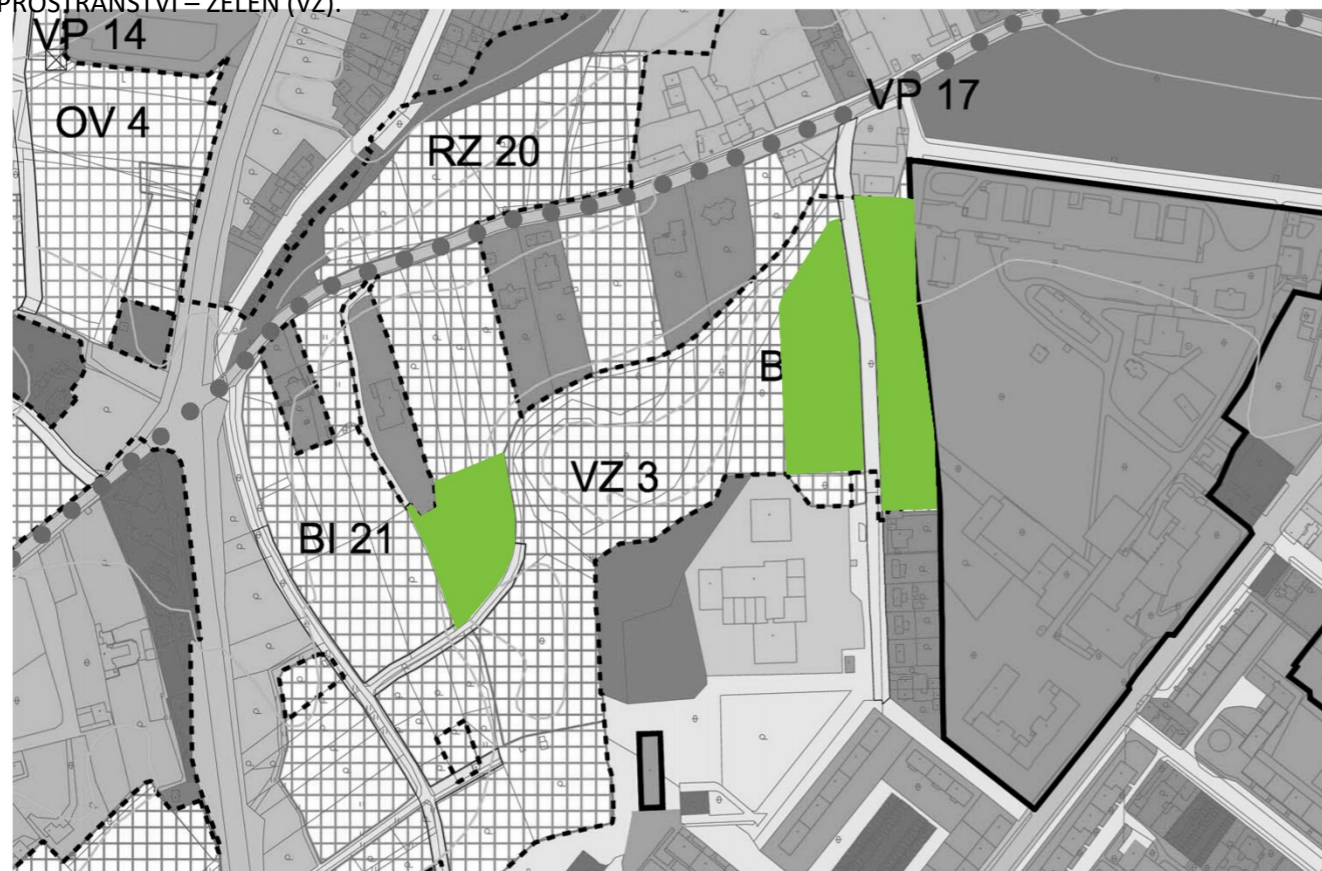 PROSTRANSTVÍ – ZELEŇ (VZ).
VP 14
VP 17
OV 4
RZ 20
B
VZ 3
BI 21